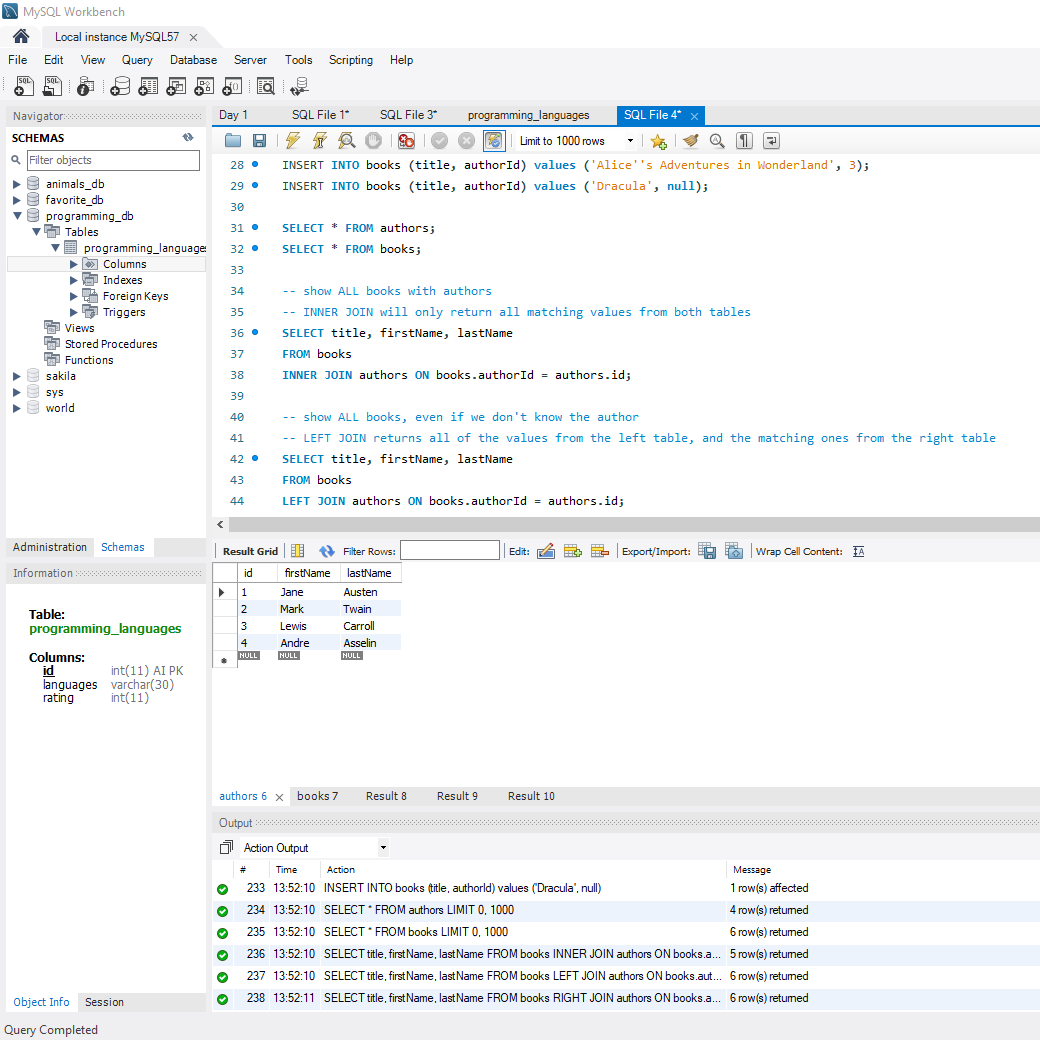 MySQL Workbench
Local instance MySQL57
File Edit View Query Database Server Tools Scripting Help
Navigator
SCHEMAS
Filter objects
animals_db
favorite_db
programming_db
Tables
programming_languages
Columns
Indexes
Foreign Keys
Triggers
Views
Stored Procedures
Functions
sakila
sys
world
Administration Schemas
Information
Table:
programming_languages
Columns:
id int(11) AI PK
languages varchar(30)
rating int(11)
Object Info Session
Day 1 SQL File 1* SQL File 3* programming_languages SQL File 4*
Limit to 1000 rows
28 INSERT INTO books (title, authorId) values ('Alice''s Adventures in Wonderland', 3);
29 INSERT INTO books (title, authorId) values ('Dracula', null);
30
31 SELECT * FROM authors;
32 SELECT * FROM books;
33
34 -- show ALL books with authors
35 -- INNER JOIN will only return all matching values from both tables
36 SELECT title, firstName, lastName
37 FROM books
38 INNER JOIN authors ON books.authorId = authors.id;
39
40 -- show ALL books, even if we don't know the author
41 -- LEFT JOIN returns all of the values from the left table, and the matching ones from the right table
42 SELECT title, firstName, lastName
43 FROM books
44 LEFT JOIN authors ON books.authorId = authors.id;
Result Grid Filter Rows: Edit: Export/Import: Wrap Cell Content:
id firstName lastName
1 Jane Austen
2 Mark Twain
3 Lewis Carroll
4 Andre Asselin
NULL NULL NULL
authors 6 books 7 Result 8 Result 9 Result 10
Output
Action Output
# Time Action Message
233 13:52:10 INSERT INTO books (title, authorId) values ('Dracula', null) 1 row(s) affected
234 13:52:10 SELECT * FROM authors LIMIT 0, 1000 4 row(s) returned
235 13:52:10 SELECT * FROM books LIMIT 0, 1000 6 row(s) returned
236 13:52:10 SELECT title, firstName, lastName FROM books INNER JOIN authors ON books.a... 5 row(s) returned
237 13:52:10 SELECT title, firstName, lastName FROM books LEFT JOIN authors ON books.aut... 6 row(s) returned
238 13:52:11 SELECT title, firstName, lastName FROM books RIGHT JOIN authors ON books.a... 6 row(s) returned
Query Completed